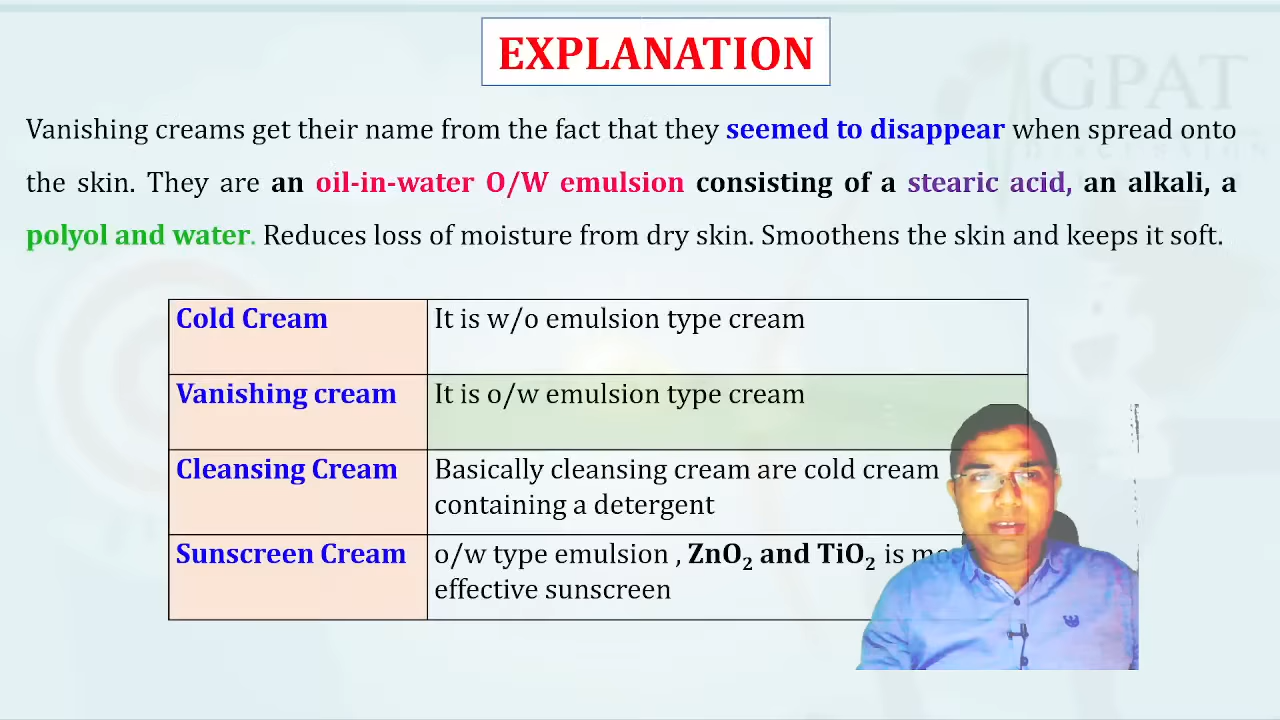 EXPLANATION
GPAT
Vanishing creams get their name from the fact that they seemed to disappear when spread onto
the skin. They are an oil-in-water O/W emulsion consisting of a stearic acid, an alkali, a
polyol and water. Reduces loss of moisture from dry skin. Smoothens the skin and keeps it soft.
Cold Cream It is w/o emulsion type cream
Vanishing cream It is o/w emulsion type cream
Cleansing Cream Basically cleansing cream are cold cream
containing a detergent
Sunscreen Cream o/w type emulsion , ZnO₂ and TiO₂ is
effective sunscreen